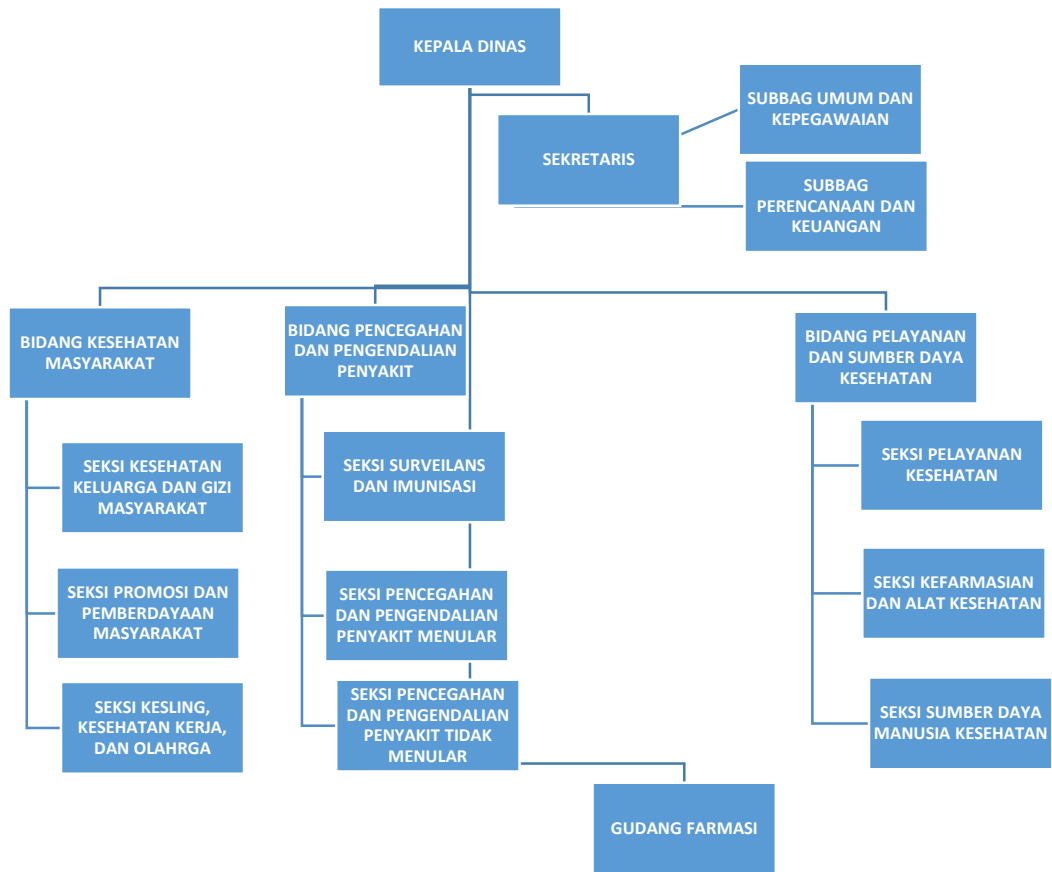 KEPALA DINAS
SUBBAG UMUM DAN
KEPEGAWAIAN
SEKRETARIS
SUBBAG
PERENCANAAN DAN
KEUANGAN
BIDANG KESEHATAN
MASYARAKAT
SEKSI KESEHATAN
KELUARGA DAN GIZI
MASYARAKAT
SEKSI PROMOSI DAN
PEMBERDAYAAN
MASYARAKAT
SEKSI KESLING,
KESEHATAN KERJA,
DAN OLAHRGA
BIDANG PENCEGAHAN
DAN PENGENDALIAN
PENYAKIT
SEKSI SURVEILANS
DAN IMUNISASI
SEKSI PENCEGAHAN
DAN PENGENDALIAN
PENYAKIT MENULAR
SEKSI PENCEGAHAN
DAN PENGENDALIAN
PENYAKIT TIDAK
MENULAR
BIDANG PELAYANAN
DAN SUMBER DAYA
KESEHATAN
SEKSI PELAYANAN
KESEHATAN
SEKSI KEFARMASIAN
DAN ALAT KESEHATAN
SEKSI SUMBER DAYA
MANUSIA KESEHATAN
GUDANG FARMASI